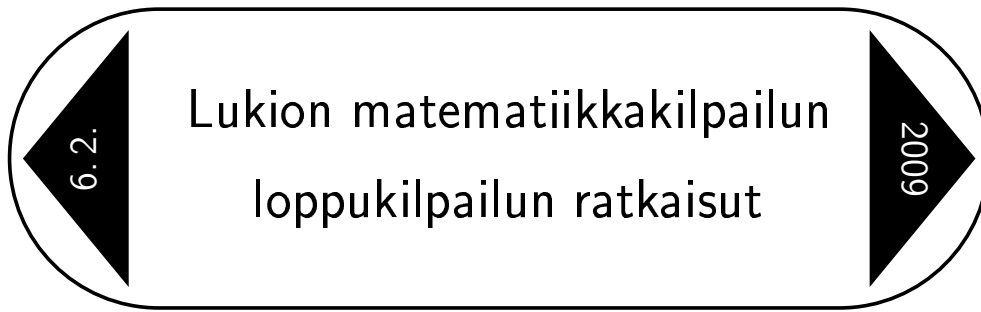 6. 2.
Lukion matematiikkakilpailun
loppukilpailun ratkaisut
2009